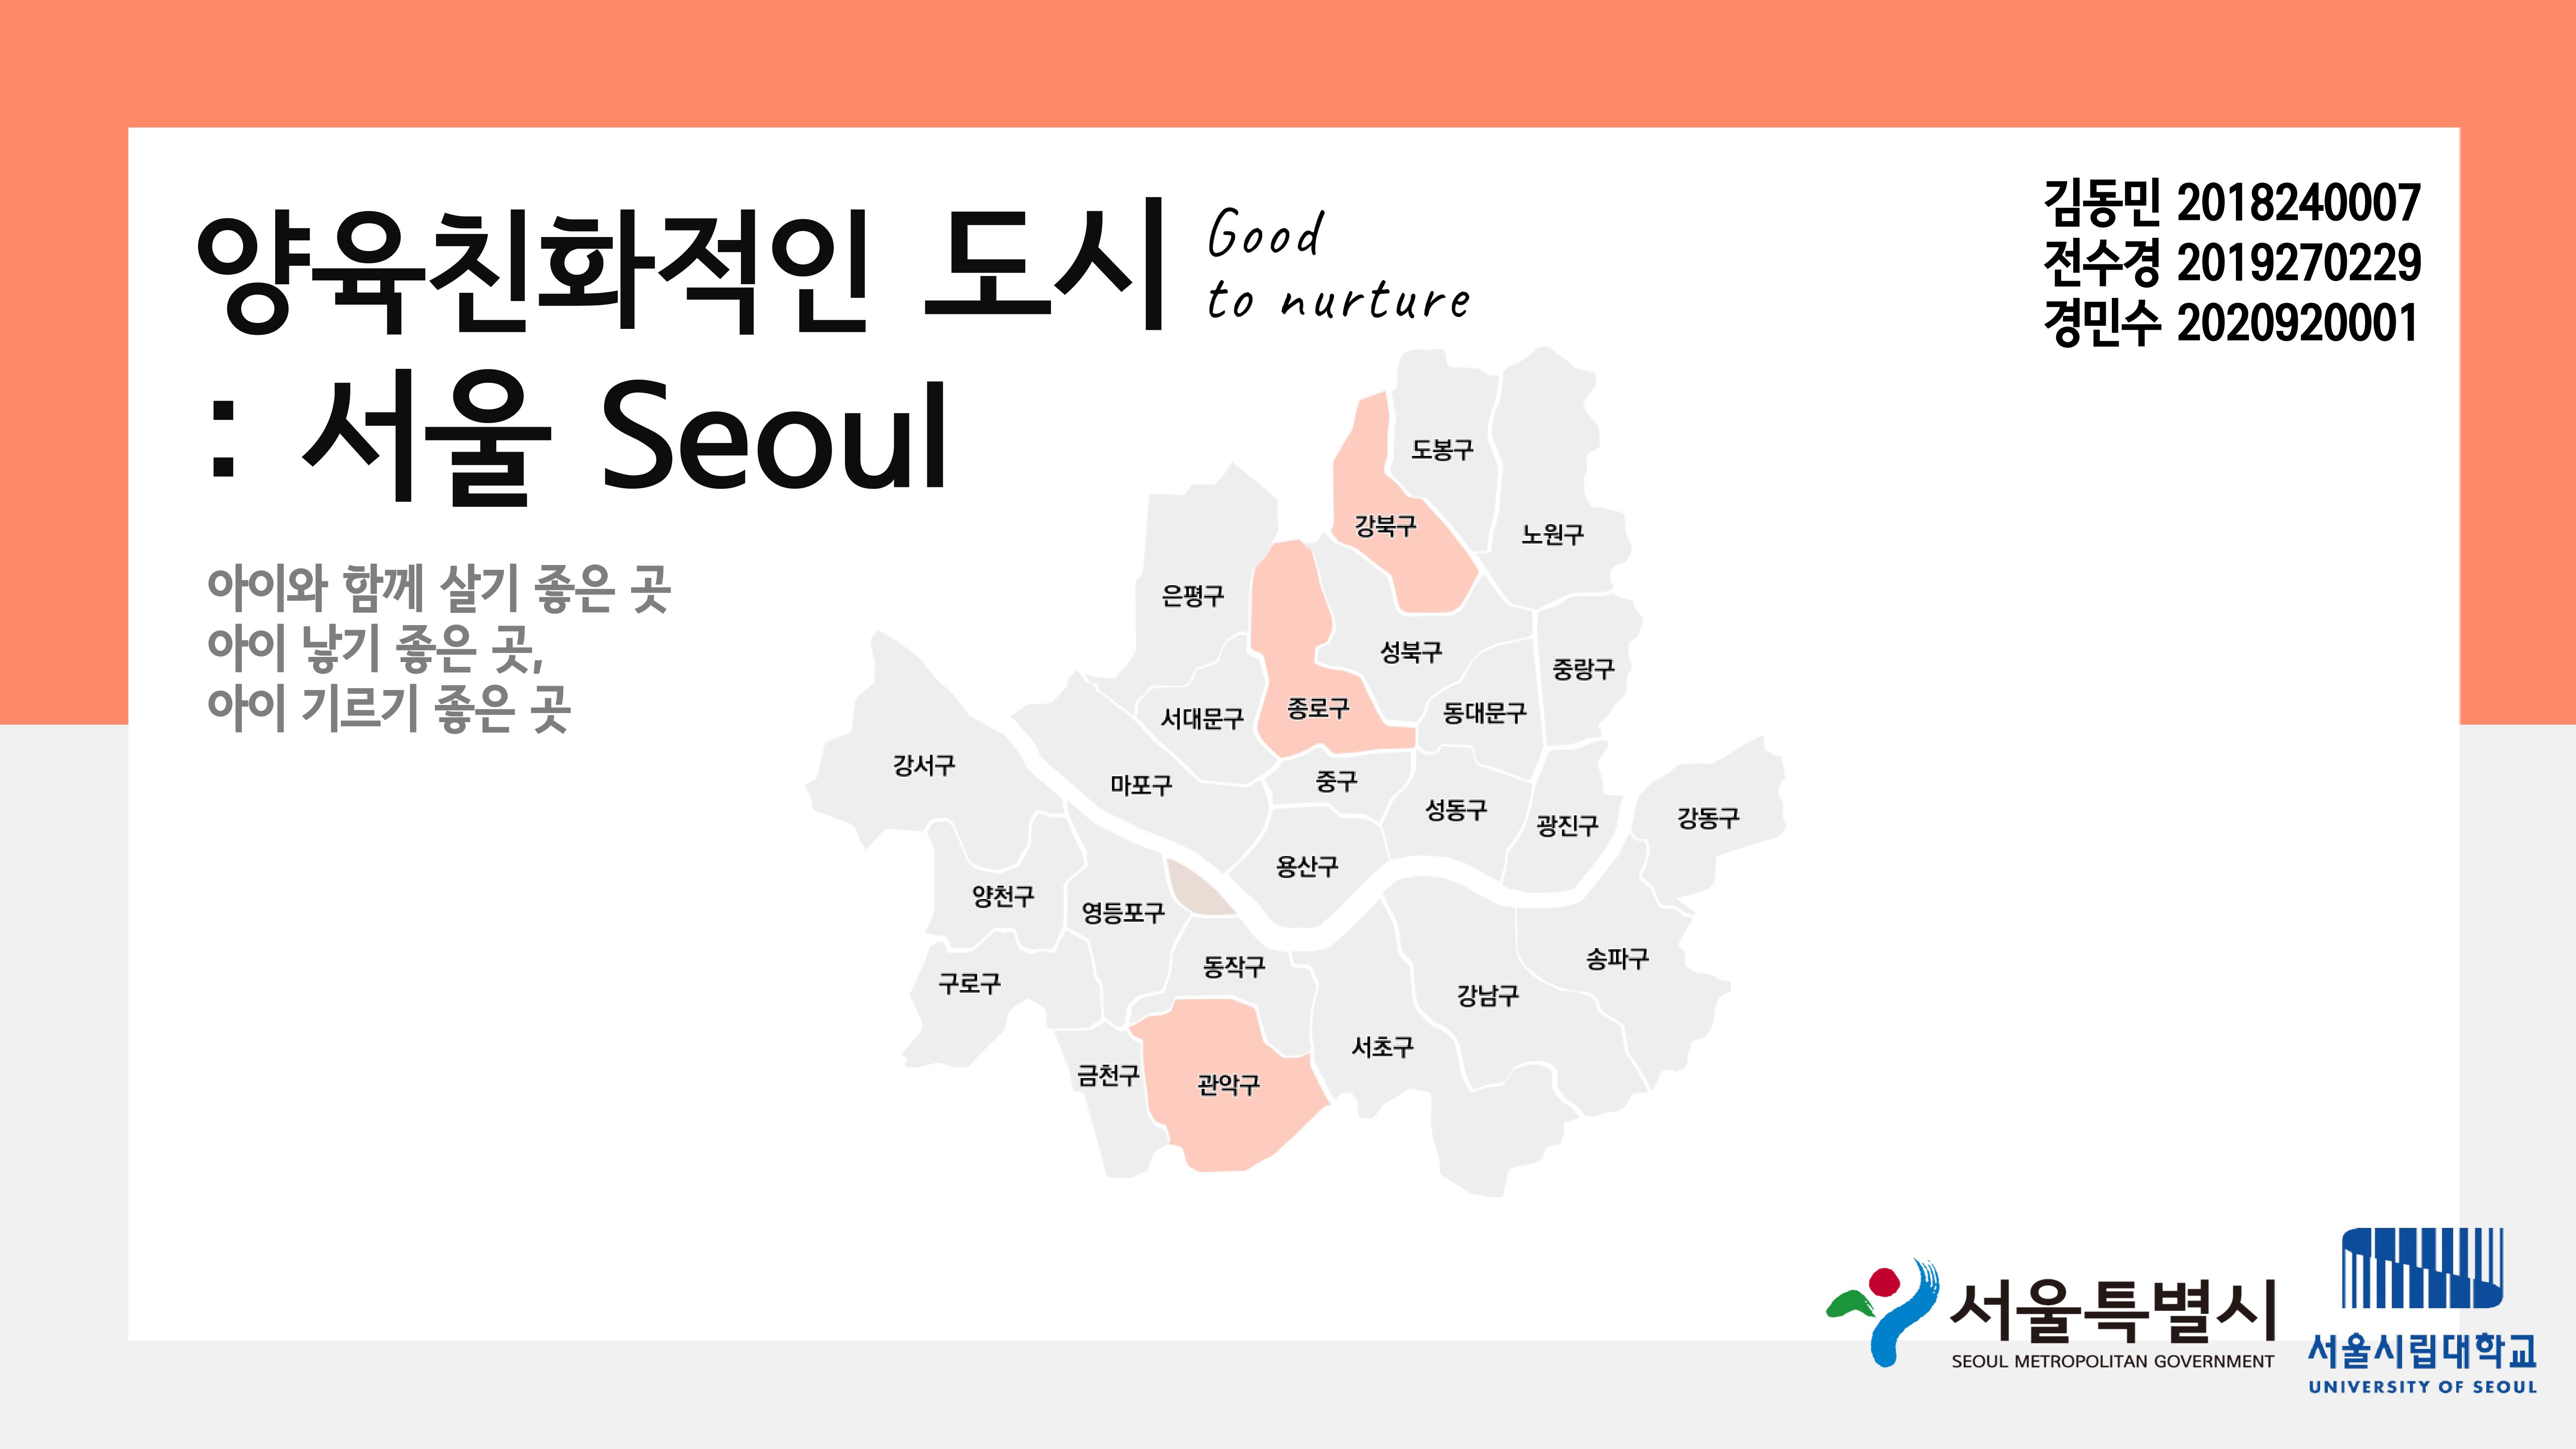 양육친화적인 도시
Good
to nurture
: 서울 Seoul
아이와 함께 살기 좋은 곳
아이 낳기 좋은 곳,
아이 기르기 좋은 곳
김동민 2018240007
전수경 2019270229
경민수 2020920001
도봉구
강북구
노원구
은평구
성북구
중랑구
종로구
동대문구
서대문구
강서구
마포구
중구
성동구
광진구
강동구
용산구
양천구
영등포구
송파구
동작구
구로구
강남구
서초구
금천구
관악구
서울특별시
SEOUL METROPOLITAN GOVERNMENT
서울시립대학교
UNIVERSITY OF SEOUL